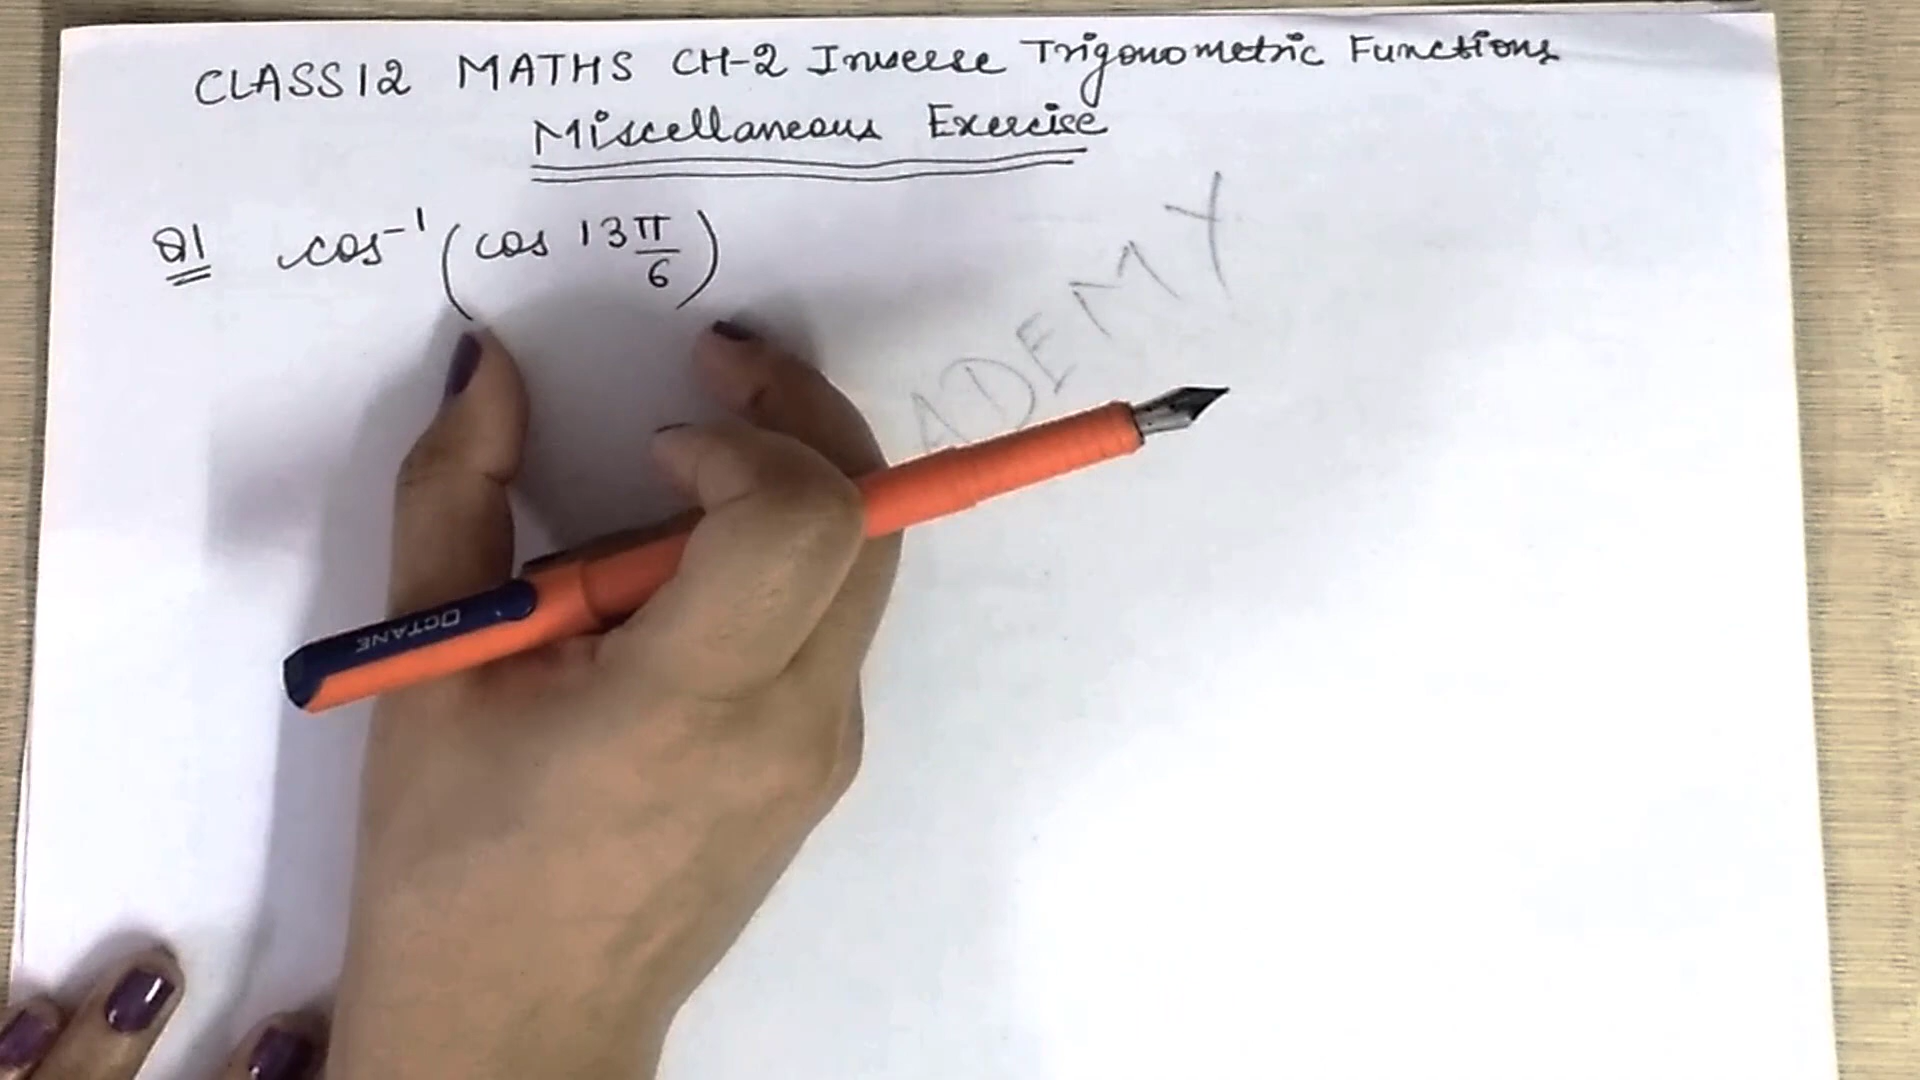 CLASS 12 MATHS CH-2 Inverse Trigonometric Functions
Miscellaneous Exercise
Q1 cos⁻¹(cos 13π/6)
ADEMY
OCTANE